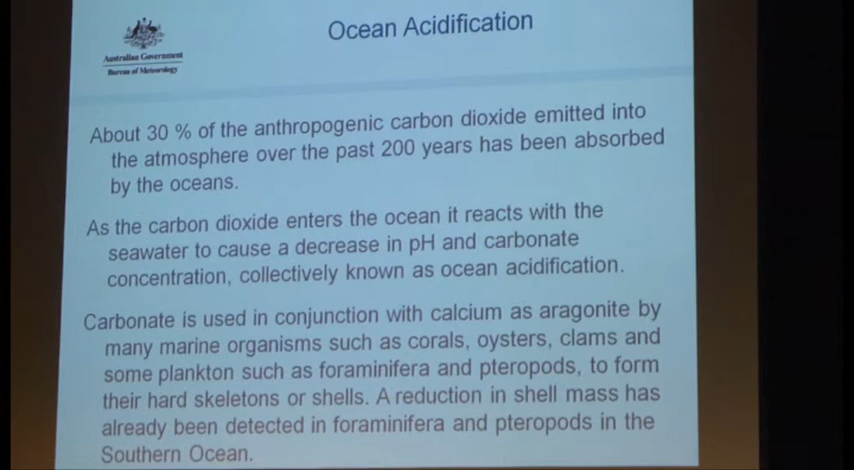 Ocean Acidification
Australian Government
Bureau of Meteorology
About 30 % of the anthropogenic carbon dioxide emitted into
the atmosphere over the past 200 years has been absorbed
by the oceans.
As the carbon dioxide enters the ocean it reacts with the
seawater to cause a decrease in pH and carbonate
concentration, collectively known as ocean acidification.
Carbonate is used in conjunction with calcium as aragonite by
many marine organisms such as corals, oysters, clams and
some plankton such as foraminifera and pteropods, to form
their hard skeletons or shells. A reduction in shell mass has
already been detected in foraminifera and pteropods in the
Southern Ocean.